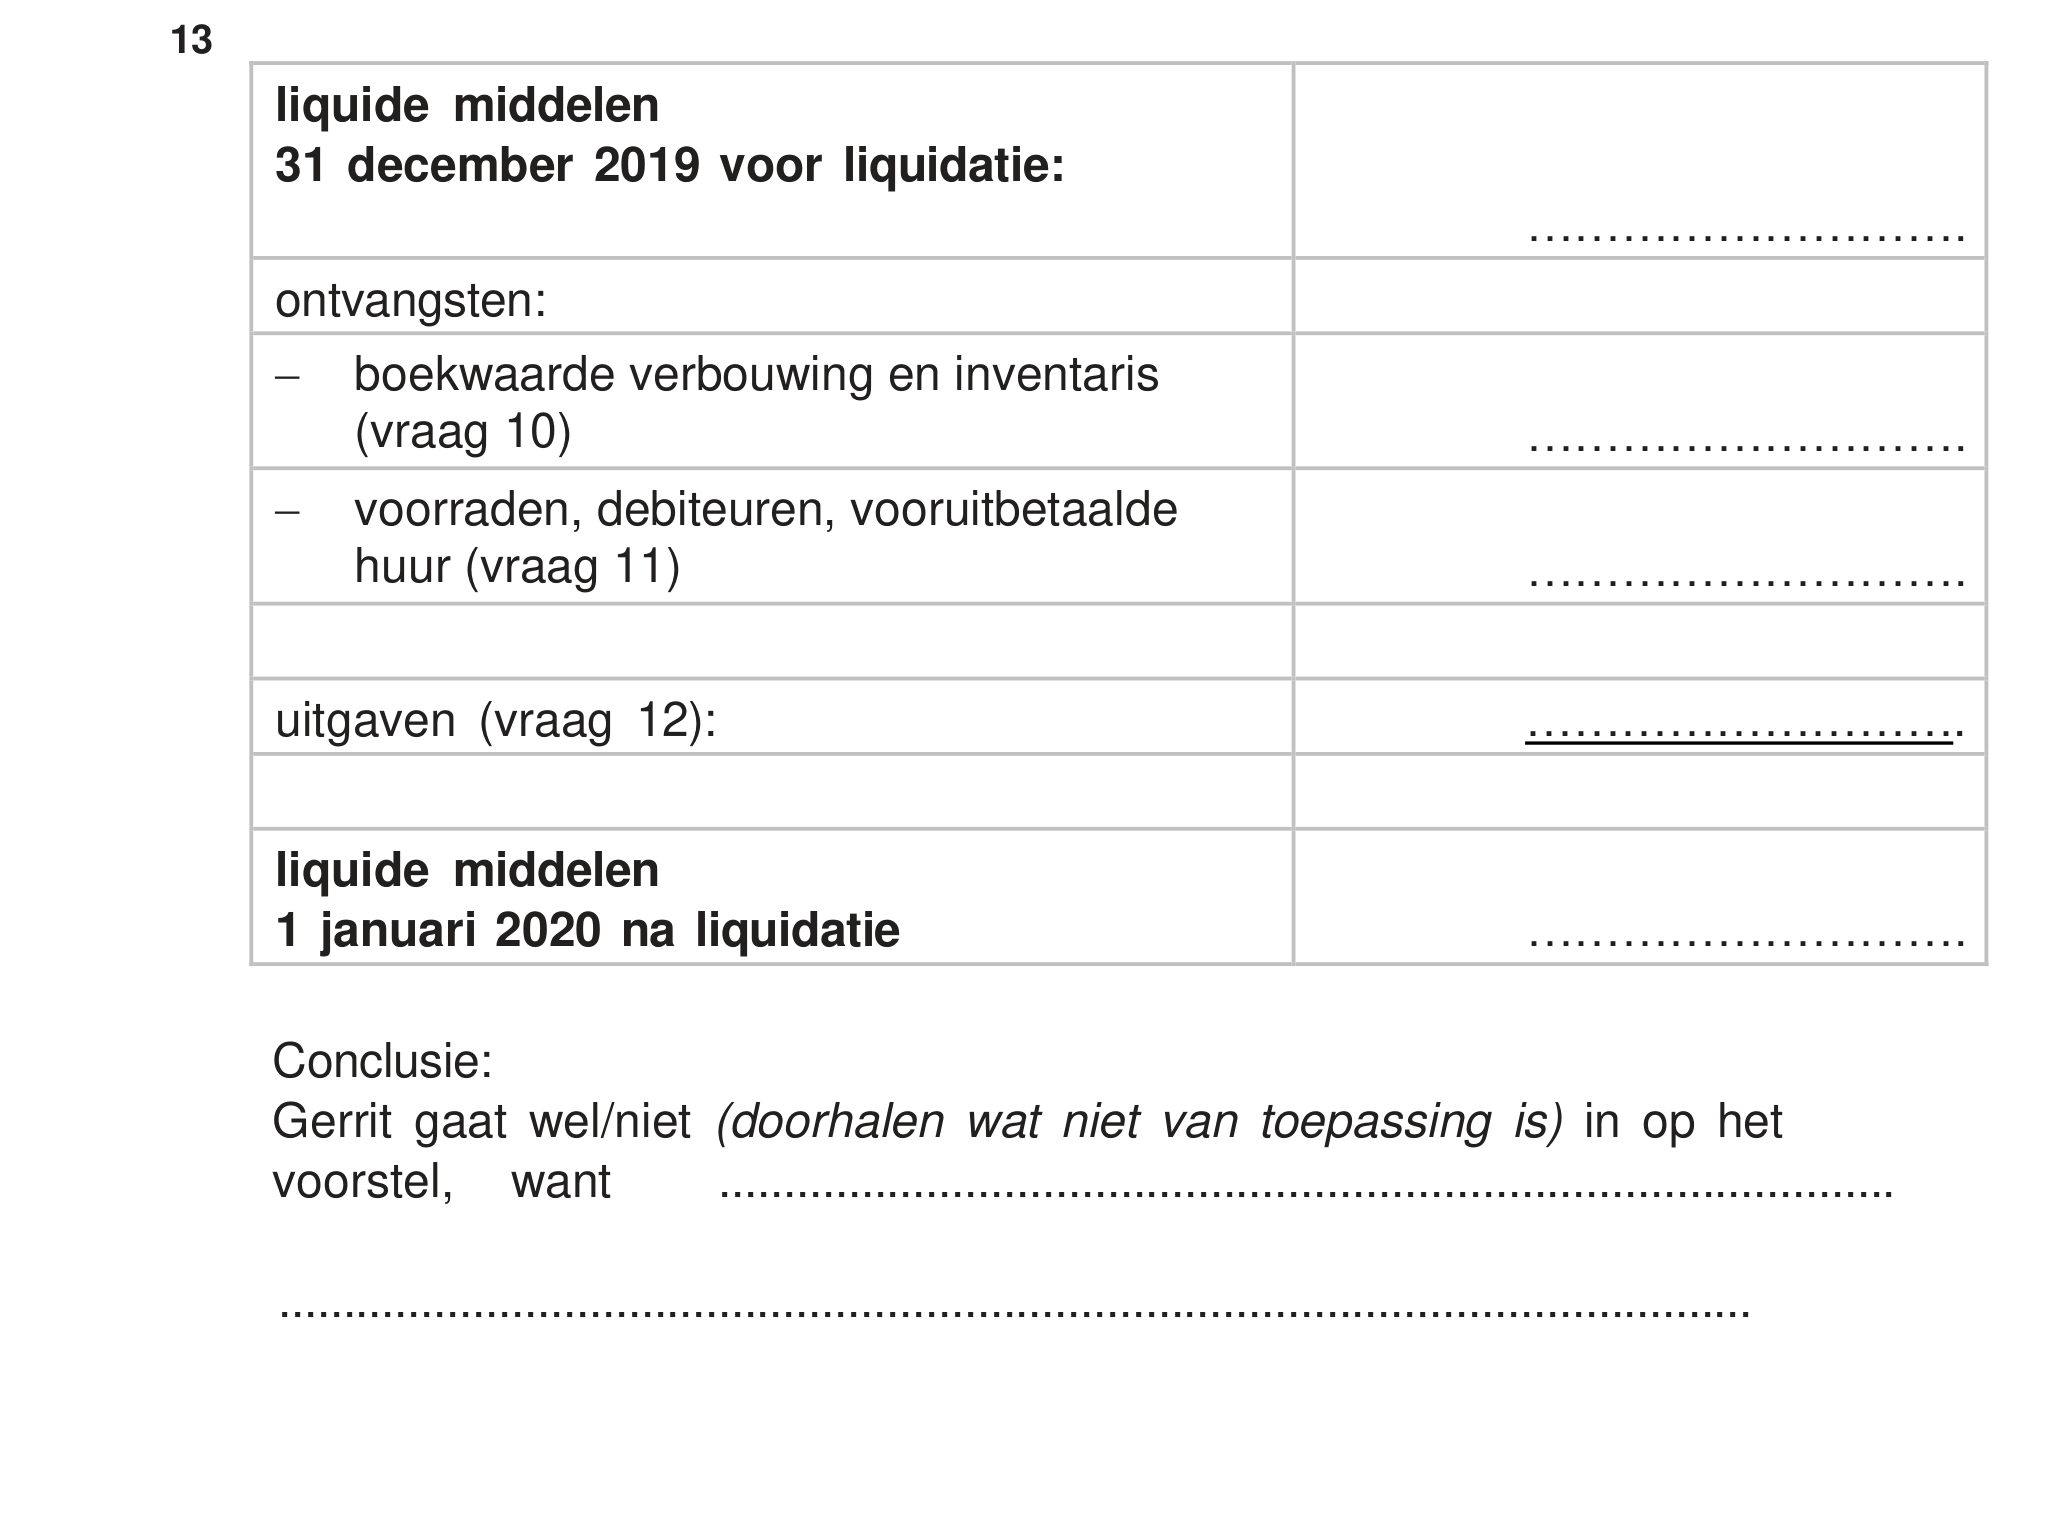 13
liquide middelen
31 december 2019 voor liquidatie:
...........................
ontvangsten:
– boekwaarde verbouwing en inventaris
(vraag 10)
...........................
– voorraden, debiteuren, vooruitbetaalde
huur (vraag 11)
...........................
uitgaven (vraag 12): ...........................
liquide middelen
1 januari 2020 na liquidatie ...........................
Conclusie:
Gerrit gaat wel/niet (doorhalen wat niet van toepassing is) in op het
voorstel, want ..........................................................................................
.................................................................................................................